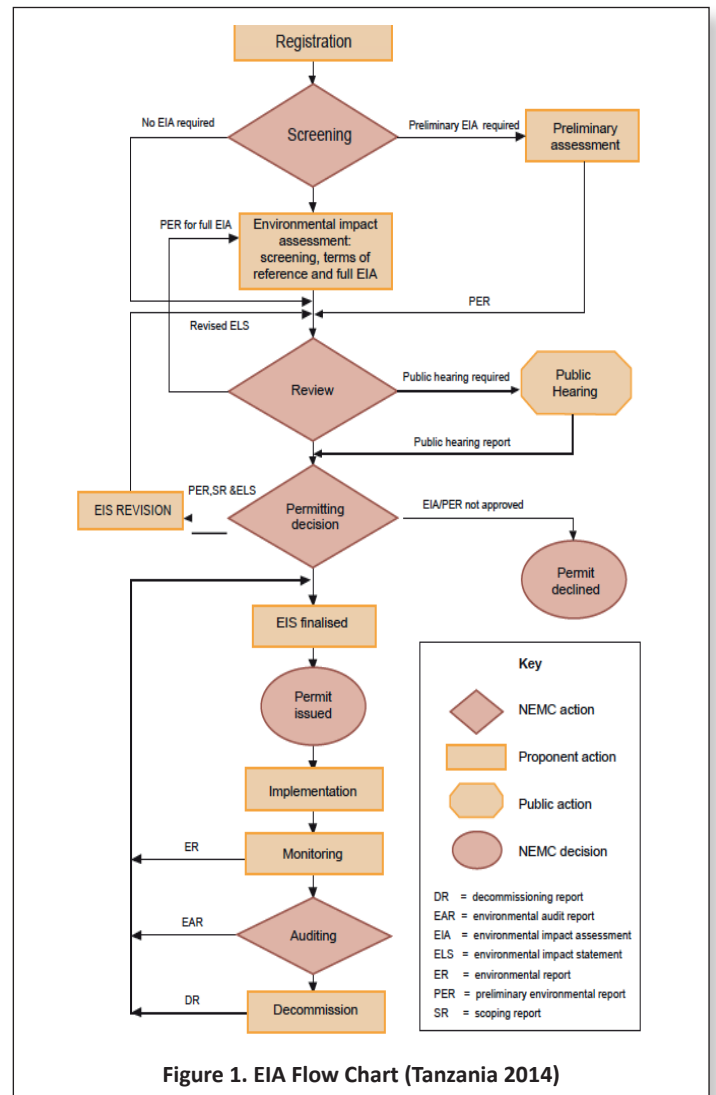 Registration
No EIA required
Screening
Preliminary EIA required
Preliminary
assessment
PER for full EIA
Environmental impact
assessment:
screening, terms of
reference and full EIA
PER
Revised ELS
Review
Public hearing required
Public
Hearing
Public hearing report
PER,SR &ELS
EIS REVISION
Permitting
decision
EIA/PER not approved
Permit
declined
EIS finalised
Permit
issued
Implementation
ER
Monitoring
EAR
Auditing
DR
Decommission
Key
NEMC action
Proponent action
Public action
NEMC decision
DR = decommissioning report
EAR = environmental audit report
EIA = environmental impact assessment
ELS = environmental impact statement
ER = environmental report
PER = preliminary environmental report
SR = scoping report
Figure 1. EIA Flow Chart (Tanzania 2014)